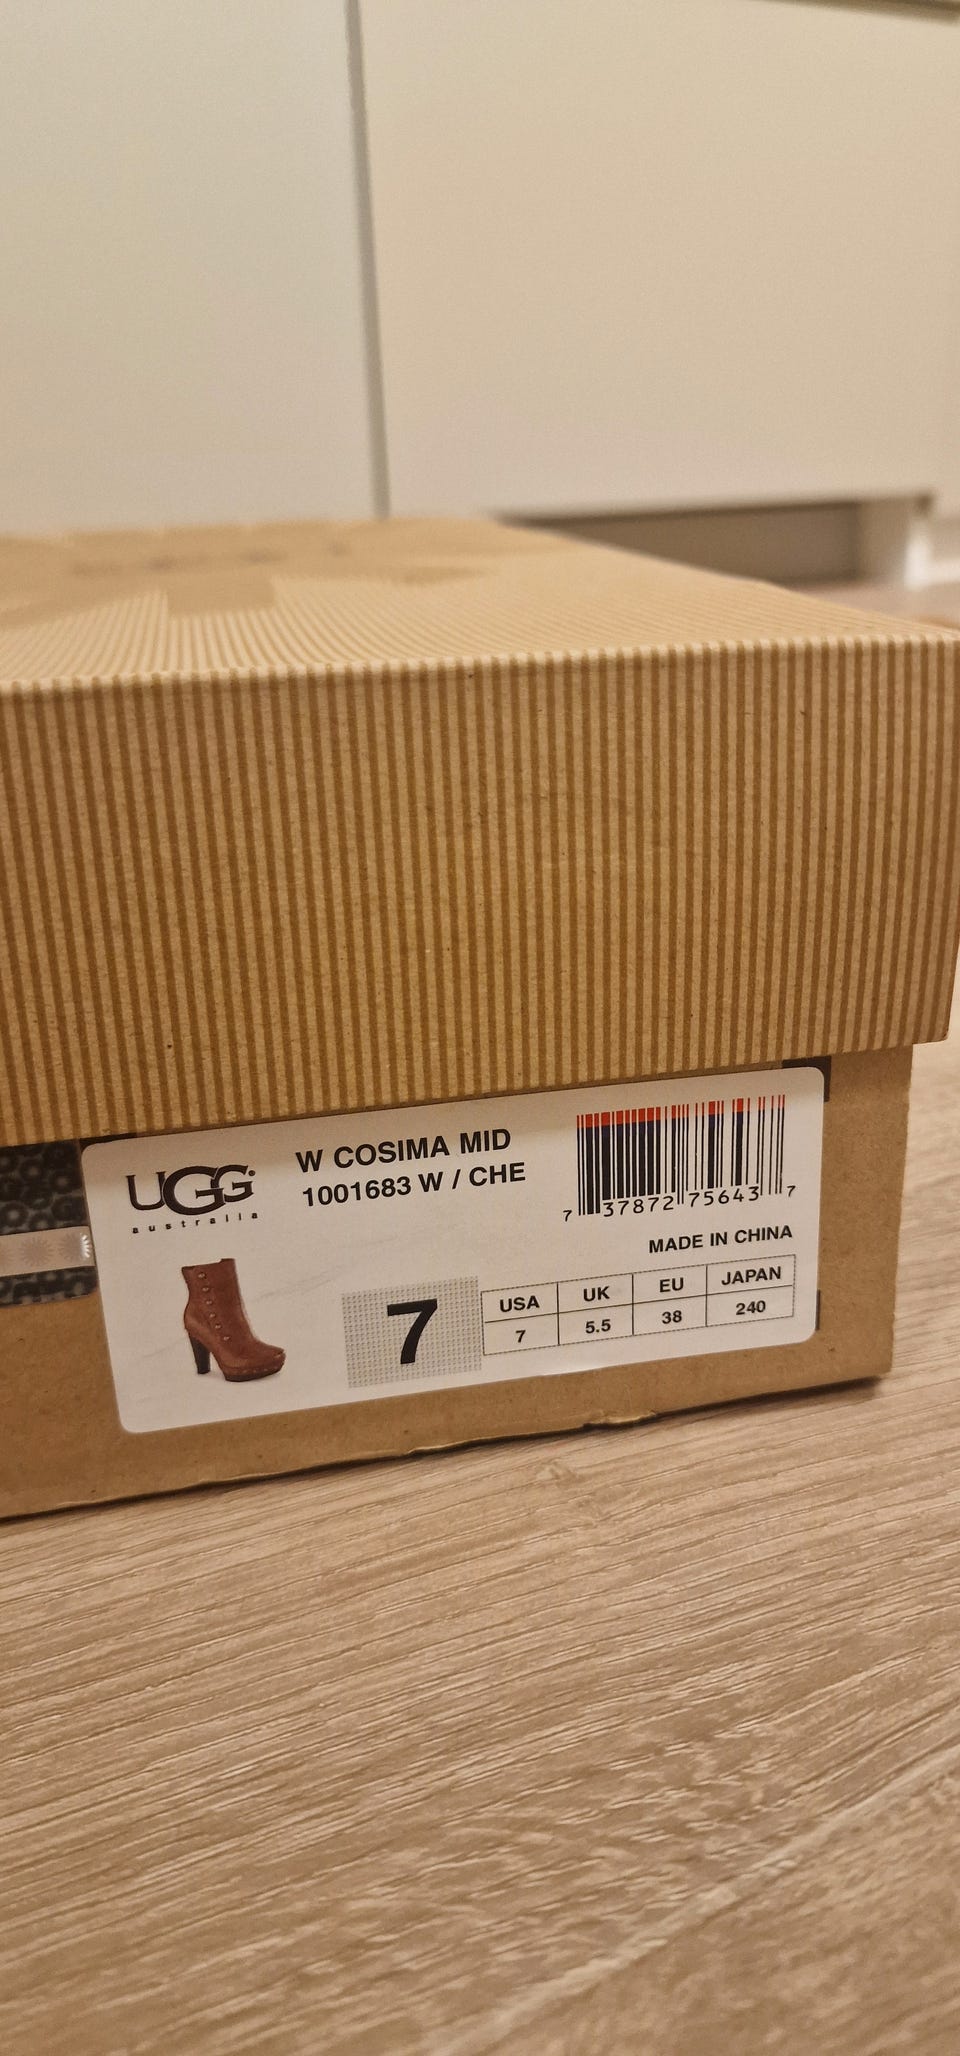 UGG
australia
W COSIMA MID
1001683 W / CHE
7 37872 75643 7
MADE IN CHINA
7
USA UK EU JAPAN
7 5.5 38 240